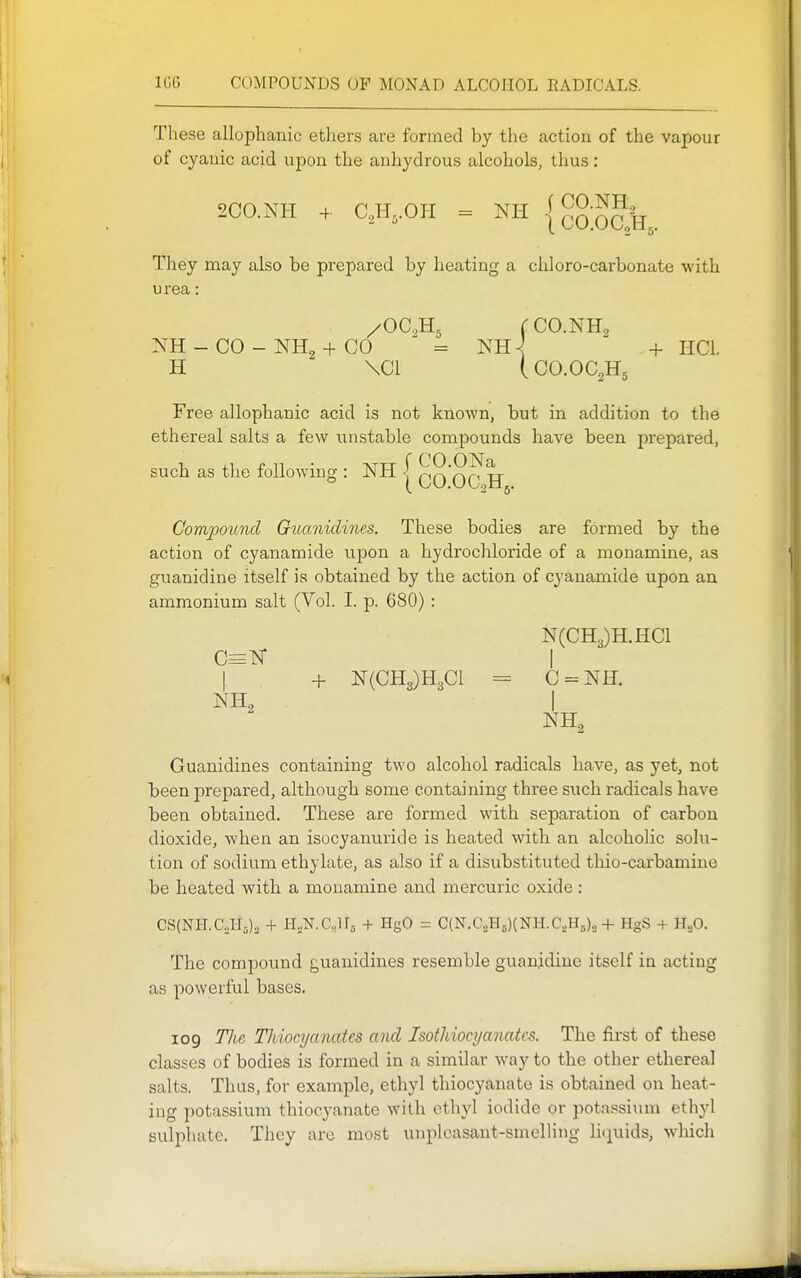 166 COMPOUNDS OF MONAD ALCOHOL RADICALS.
These allophanic ethers are formed by the action of the vapour
of cyanic acid upon the anhydrous alcohols, thus:
2CO.NH + C₂H₅.OH = NH { CO.NH₂
CO.OC₂H₅.
They may also be prepared by heating a chloro-carbonate with
urea:
/OC₂H₅ { CO.NH₂
NH – CO – NH₂ + CO = NH { + HCl.
H \Cl { CO.OC₂H₅
Free allophanic acid is not known, but in addition to the
ethereal salts a few unstable compounds have been prepared,
such as the following: NH { CO.ONa
CO.OC₂H₅.
Compound Guanidines. These bodies are formed by the
action of cyanamide upon a hydrochloride of a monamine, as
guanidine itself is obtained by the action of cyanamide upon an
ammonium salt (Vol. I. p. 680) :
N(CH₃)H.HCl
C≡N |
| + N(CH₃)H₃Cl = C = NH.
NH₂ |
NH₂
Guanidines containing two alcohol radicals have, as yet, not
been prepared, although some containing three such radicals have
been obtained. These are formed with separation of carbon
dioxide, when an isocyanuride is heated with an alcoholic solu-
tion of sodium ethylate, as also if a disubstituted thio-carbamine
be heated with a monamine and mercuric oxide :
CS(NH.C₂H₅)₂ + H₂N.C₂H₅ + HgO = C(N.C₂H₅)(NH.C₂H₅)₂ + HgS + H₂O.
The compound guanidines resemble guanidine itself in acting
as powerful bases.
109 The Thiocyanates and Isothiocyanates. The first of these
classes of bodies is formed in a similar way to the other ethereal
salts. Thus, for example, ethyl thiocyanate is obtained on heat-
ing potassium thiocyanate with ethyl iodide or potassium ethyl
sulphate. They are most unpleasant-smelling liquids, which